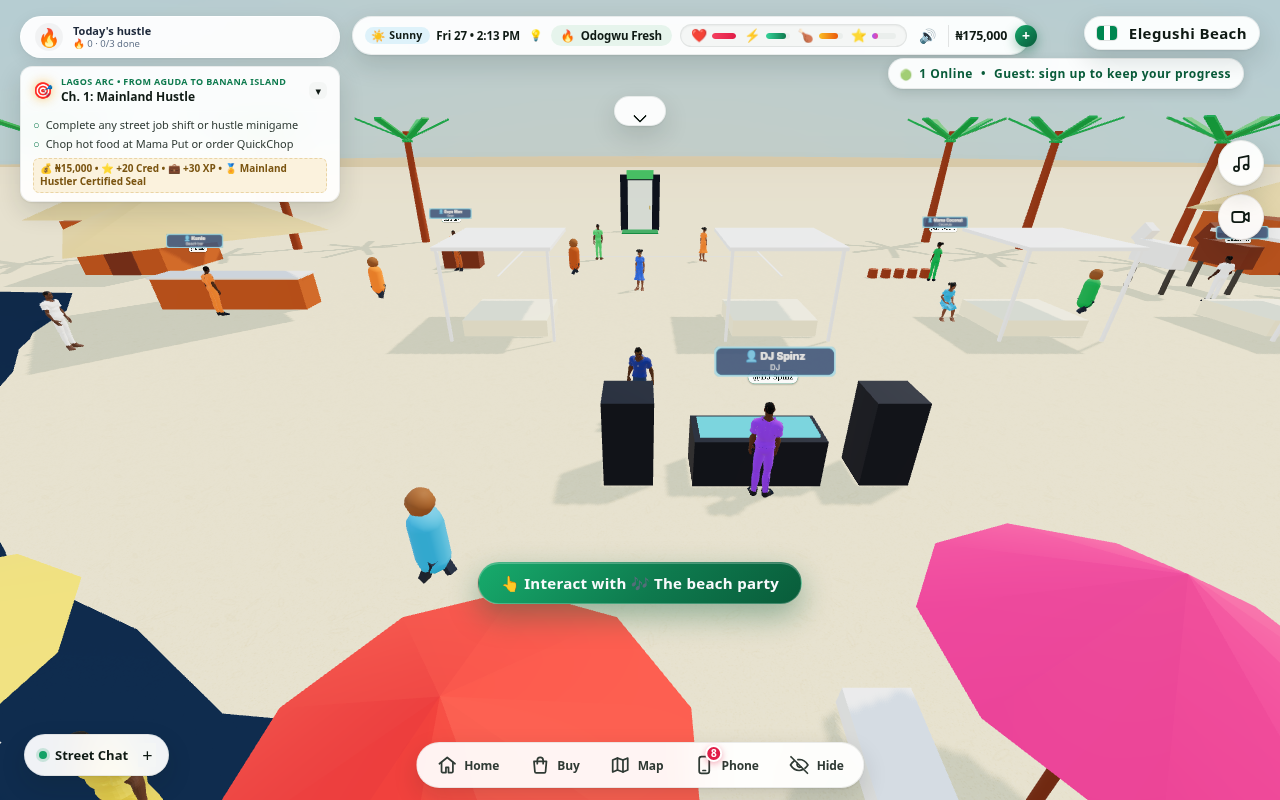 Today's hustle
🔥 0 · 0/3 done
☀️ Sunny Fri 27 • 2:13 PM 💡 🔥 Odogwu Fresh ₦175,000 +
Elegushi Beach
1 Online • Guest: sign up to keep your progress
LAGOS ARC • FROM AGUDA TO BANANA ISLAND
Ch. 1: Mainland Hustle
○ Complete any street job shift or hustle minigame
○ Chop hot food at Mama Put or order QuickChop
💰 ₦15,000 • ⭐ +20 Cred • 💼 +30 XP • 🏅 Mainland
Hustler Certified Seal
👤 DJ Spinz
DJ
@DJ Spinz
👆 Interact with 🎶 The beach party
Street Chat +
Home Buy Map 8 Phone Hide